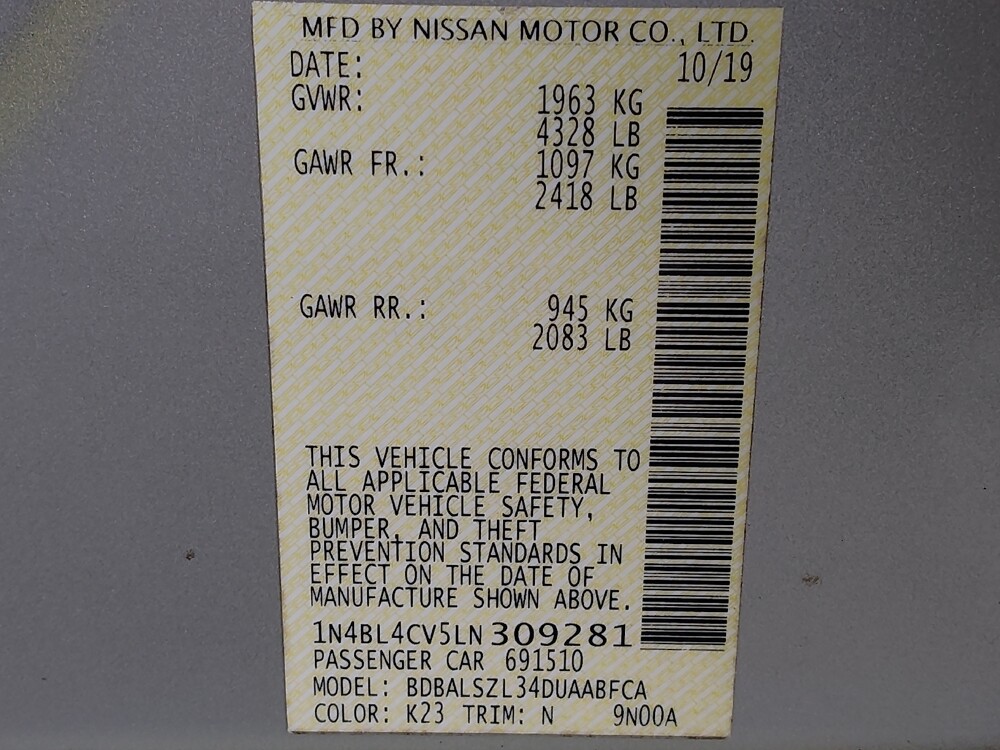 MFD BY NISSAN MOTOR CO., LTD.
DATE: 10/19
GVWR: 1963 KG
4328 LB
GAWR FR.: 1097 KG
2418 LB
GAWR RR.: 945 KG
2083 LB
THIS VEHICLE CONFORMS TO
ALL APPLICABLE FEDERAL
MOTOR VEHICLE SAFETY,
BUMPER, AND THEFT
PREVENTION STANDARDS IN
EFFECT ON THE DATE OF
MANUFACTURE SHOWN ABOVE.
1N4BL4CV5LN309281
PASSENGER CAR 691510
MODEL: BDBALSZL34DUAABFCA
COLOR: K23 TRIM: N 9N00A